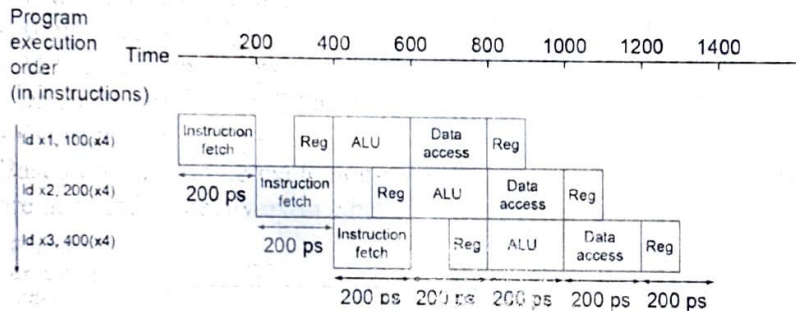 Program
execution
order
(in instructions)
Time
200 400 600 800 1000 1200 1400
ld x1, 100(x4)
Instruction
fetch
Reg
ALU
Data
access
Reg
200 ps
ld x2, 200(x4)
Instruction
fetch
Reg
ALU
Data
access
Reg
200 ps
ld x3, 400(x4)
Instruction
fetch
Reg
ALU
Data
access
Reg
200 ps 200 ps 200 ps 200 ps 200 ps